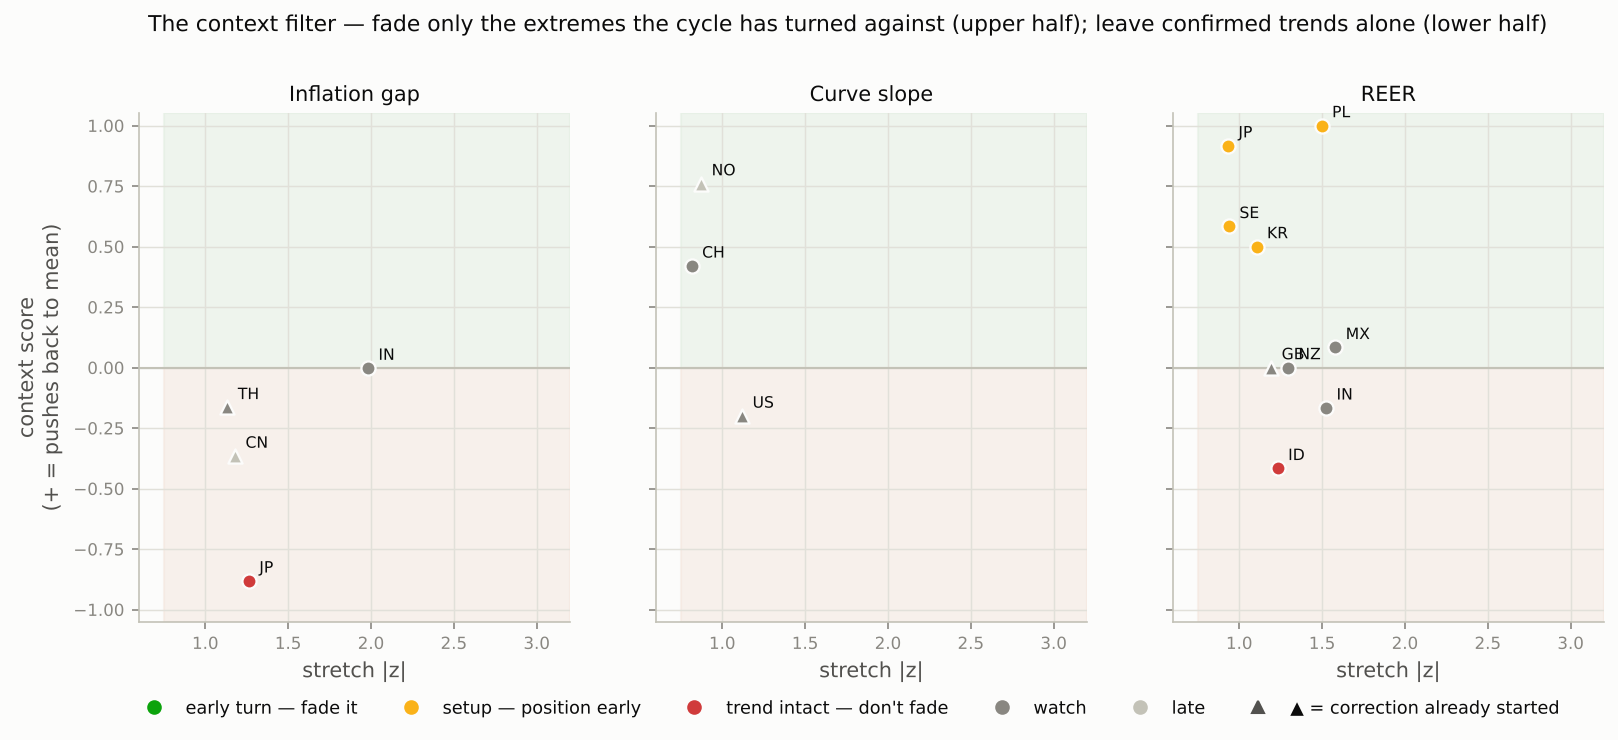 The context filter — fade only the extremes the cycle has turned against (upper half); leave confirmed trends alone (lower half)
Inflation gap
Curve slope
REER
context score
(+ = pushes back to mean)
1.00
0.75
0.50
0.25
0.00
−0.25
−0.50
−0.75
−1.00
IN
TH
CN
JP
1.0 1.5 2.0 2.5 3.0
stretch |z|
NO
CH
US
1.0 1.5 2.0 2.5 3.0
stretch |z|
PL
JP
SE
KR
MX
GB
NZ
IN
ID
1.0 1.5 2.0 2.5 3.0
stretch |z|
early turn — fade it setup — position early trend intact — don't fade watch late ▲ = correction already started